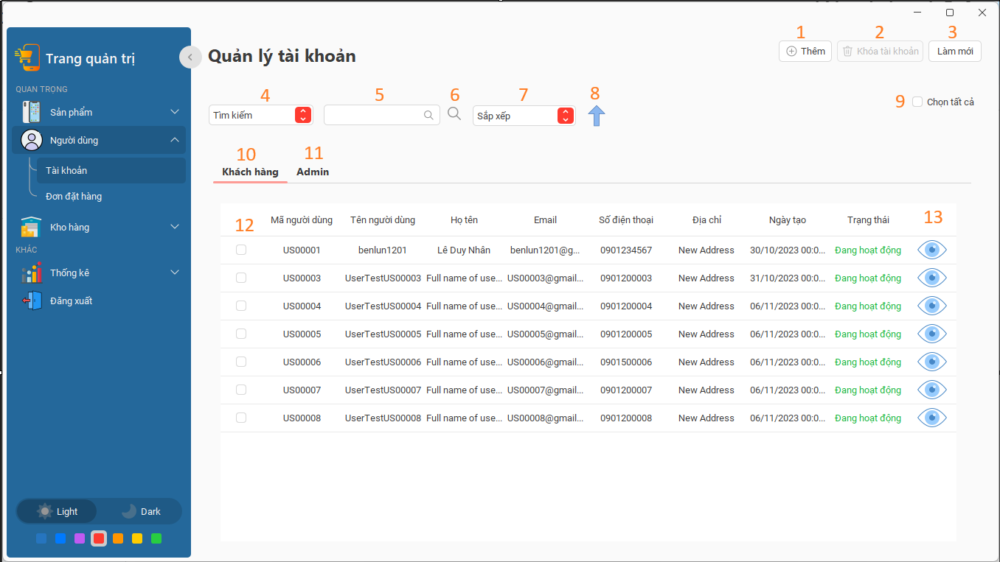 Trang quản trị
QUAN TRỌNG
Sản phẩm
Người dùng
Tài khoản
Đơn đặt hàng
Kho hàng
KHÁC
Thống kê
Đăng xuất
Light Dark
Quản lý tài khoản
1 2 3
Thêm Khóa tài khoản Làm mới
4 5 6 7 8
Tìm kiếm Sắp xếp
9 Chọn tất cả
10 11
Khách hàng Admin
12 Mã người dùng Tên người dùng Họ tên Email Số điện thoại Địa chỉ Ngày tạo Trạng thái 13
US00001 benlun1201 Lê Duy Nhân benlun1201@g... 0901234567 New Address 30/10/2023 00:0... Đang hoạt động
US00003 UserTestUS00003 Full name of use... US00003@gmail... 0901200003 New Address 31/10/2023 00:0... Đang hoạt động
US00004 UserTestUS00004 Full name of use... US00004@gmail... 0901200004 New Address 06/11/2023 00:0... Đang hoạt động
US00005 UserTestUS00005 Full name of use... US00005@gmail... 0901200005 New Address 06/11/2023 00:0... Đang hoạt động
US00006 UserTestUS00006 Full name of use... US00006@gmail... 0901500006 New Address 06/11/2023 00:0... Đang hoạt động
US00007 UserTestUS00007 Full name of use... US00007@gmail... 0901200007 New Address 06/11/2023 00:0... Đang hoạt động
US00008 UserTestUS00008 Full name of use... US00008@gmail... 0901200008 New Address 06/11/2023 00:0... Đang hoạt động